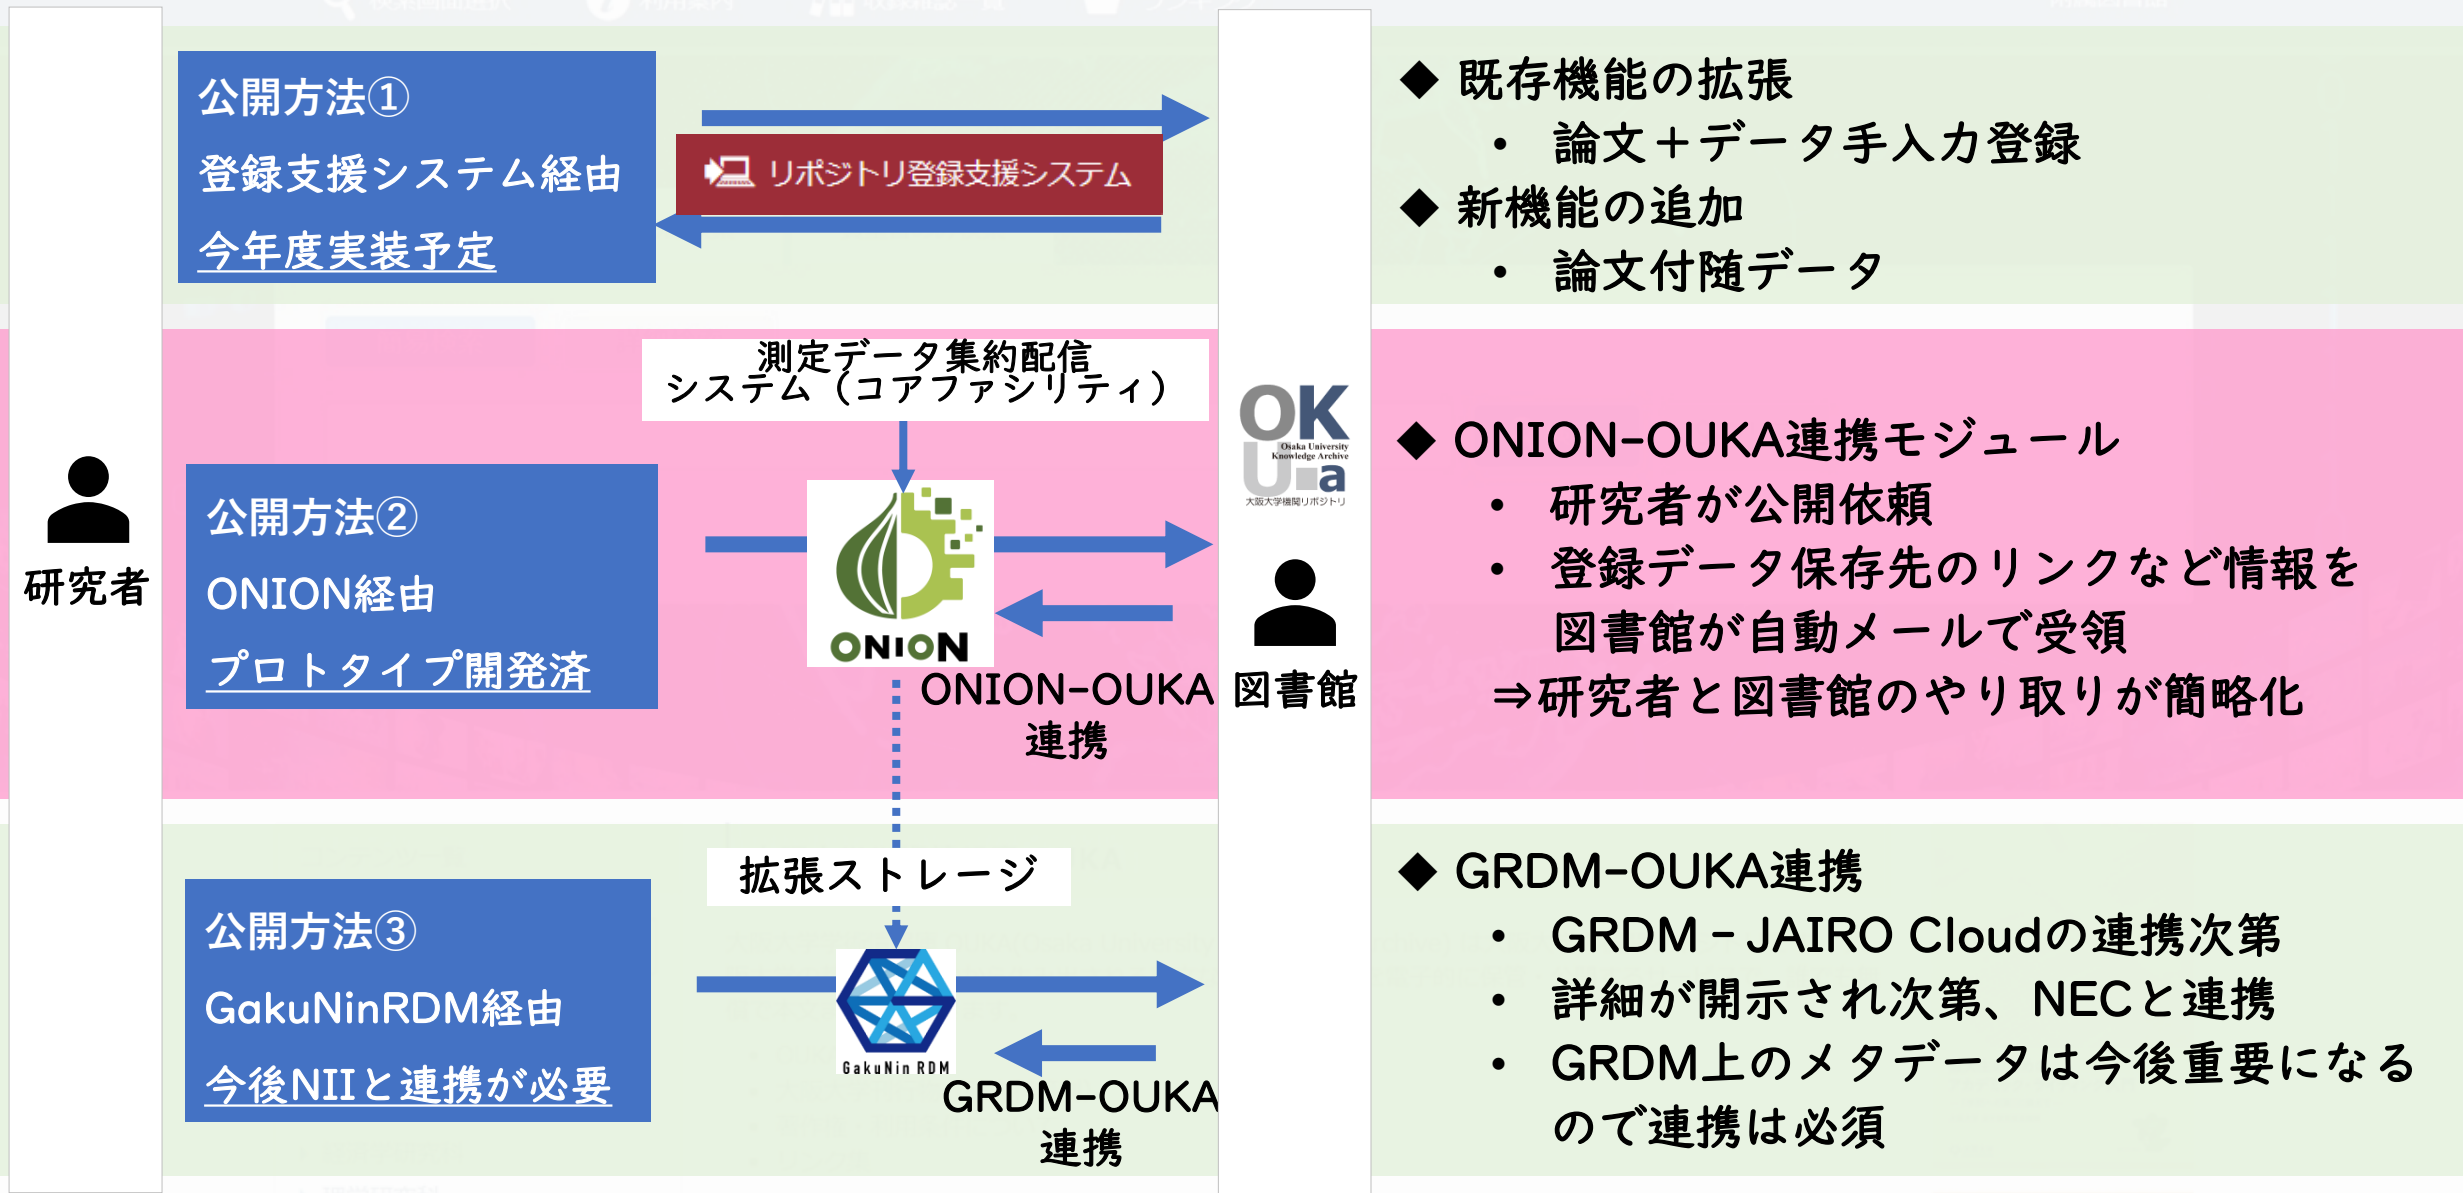 公開方法①
登録支援システム経由
今年度実装予定
リポジトリ登録支援システム
◆ 既存機能の拡張
• 論文＋データ手入力登録
◆ 新機能の追加
• 論文付随データ
研究者
測定データ集約配信
システム（コアファシリティ）
公開方法②
ONION経由
プロトタイプ開発済
ONION
ONION-OUKA
連携
OUKa
Osaka University
Knowledge Archive
大阪大学機関リポジトリ
図書館
◆ ONION-OUKA連携モジュール
• 研究者が公開依頼
• 登録データ保存先のリンクなど情報を
図書館が自動メールで受領
⇒研究者と図書館のやり取りが簡略化
拡張ストレージ
公開方法③
GakuNinRDM経由
今後NIIと連携が必要
GakuNin RDM
GRDM-OUKA
連携
◆ GRDM-OUKA連携
• GRDM－JAIRO Cloudの連携次第
• 詳細が開示され次第、NECと連携
• GRDM上のメタデータは今後重要になる
ので連携は必須